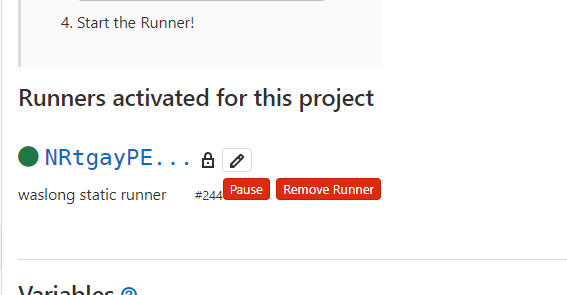 4. Start the Runner!
Runners activated for this project
NRtgayPE...
waslong static runner #244 Pause Remove Runner
Variables